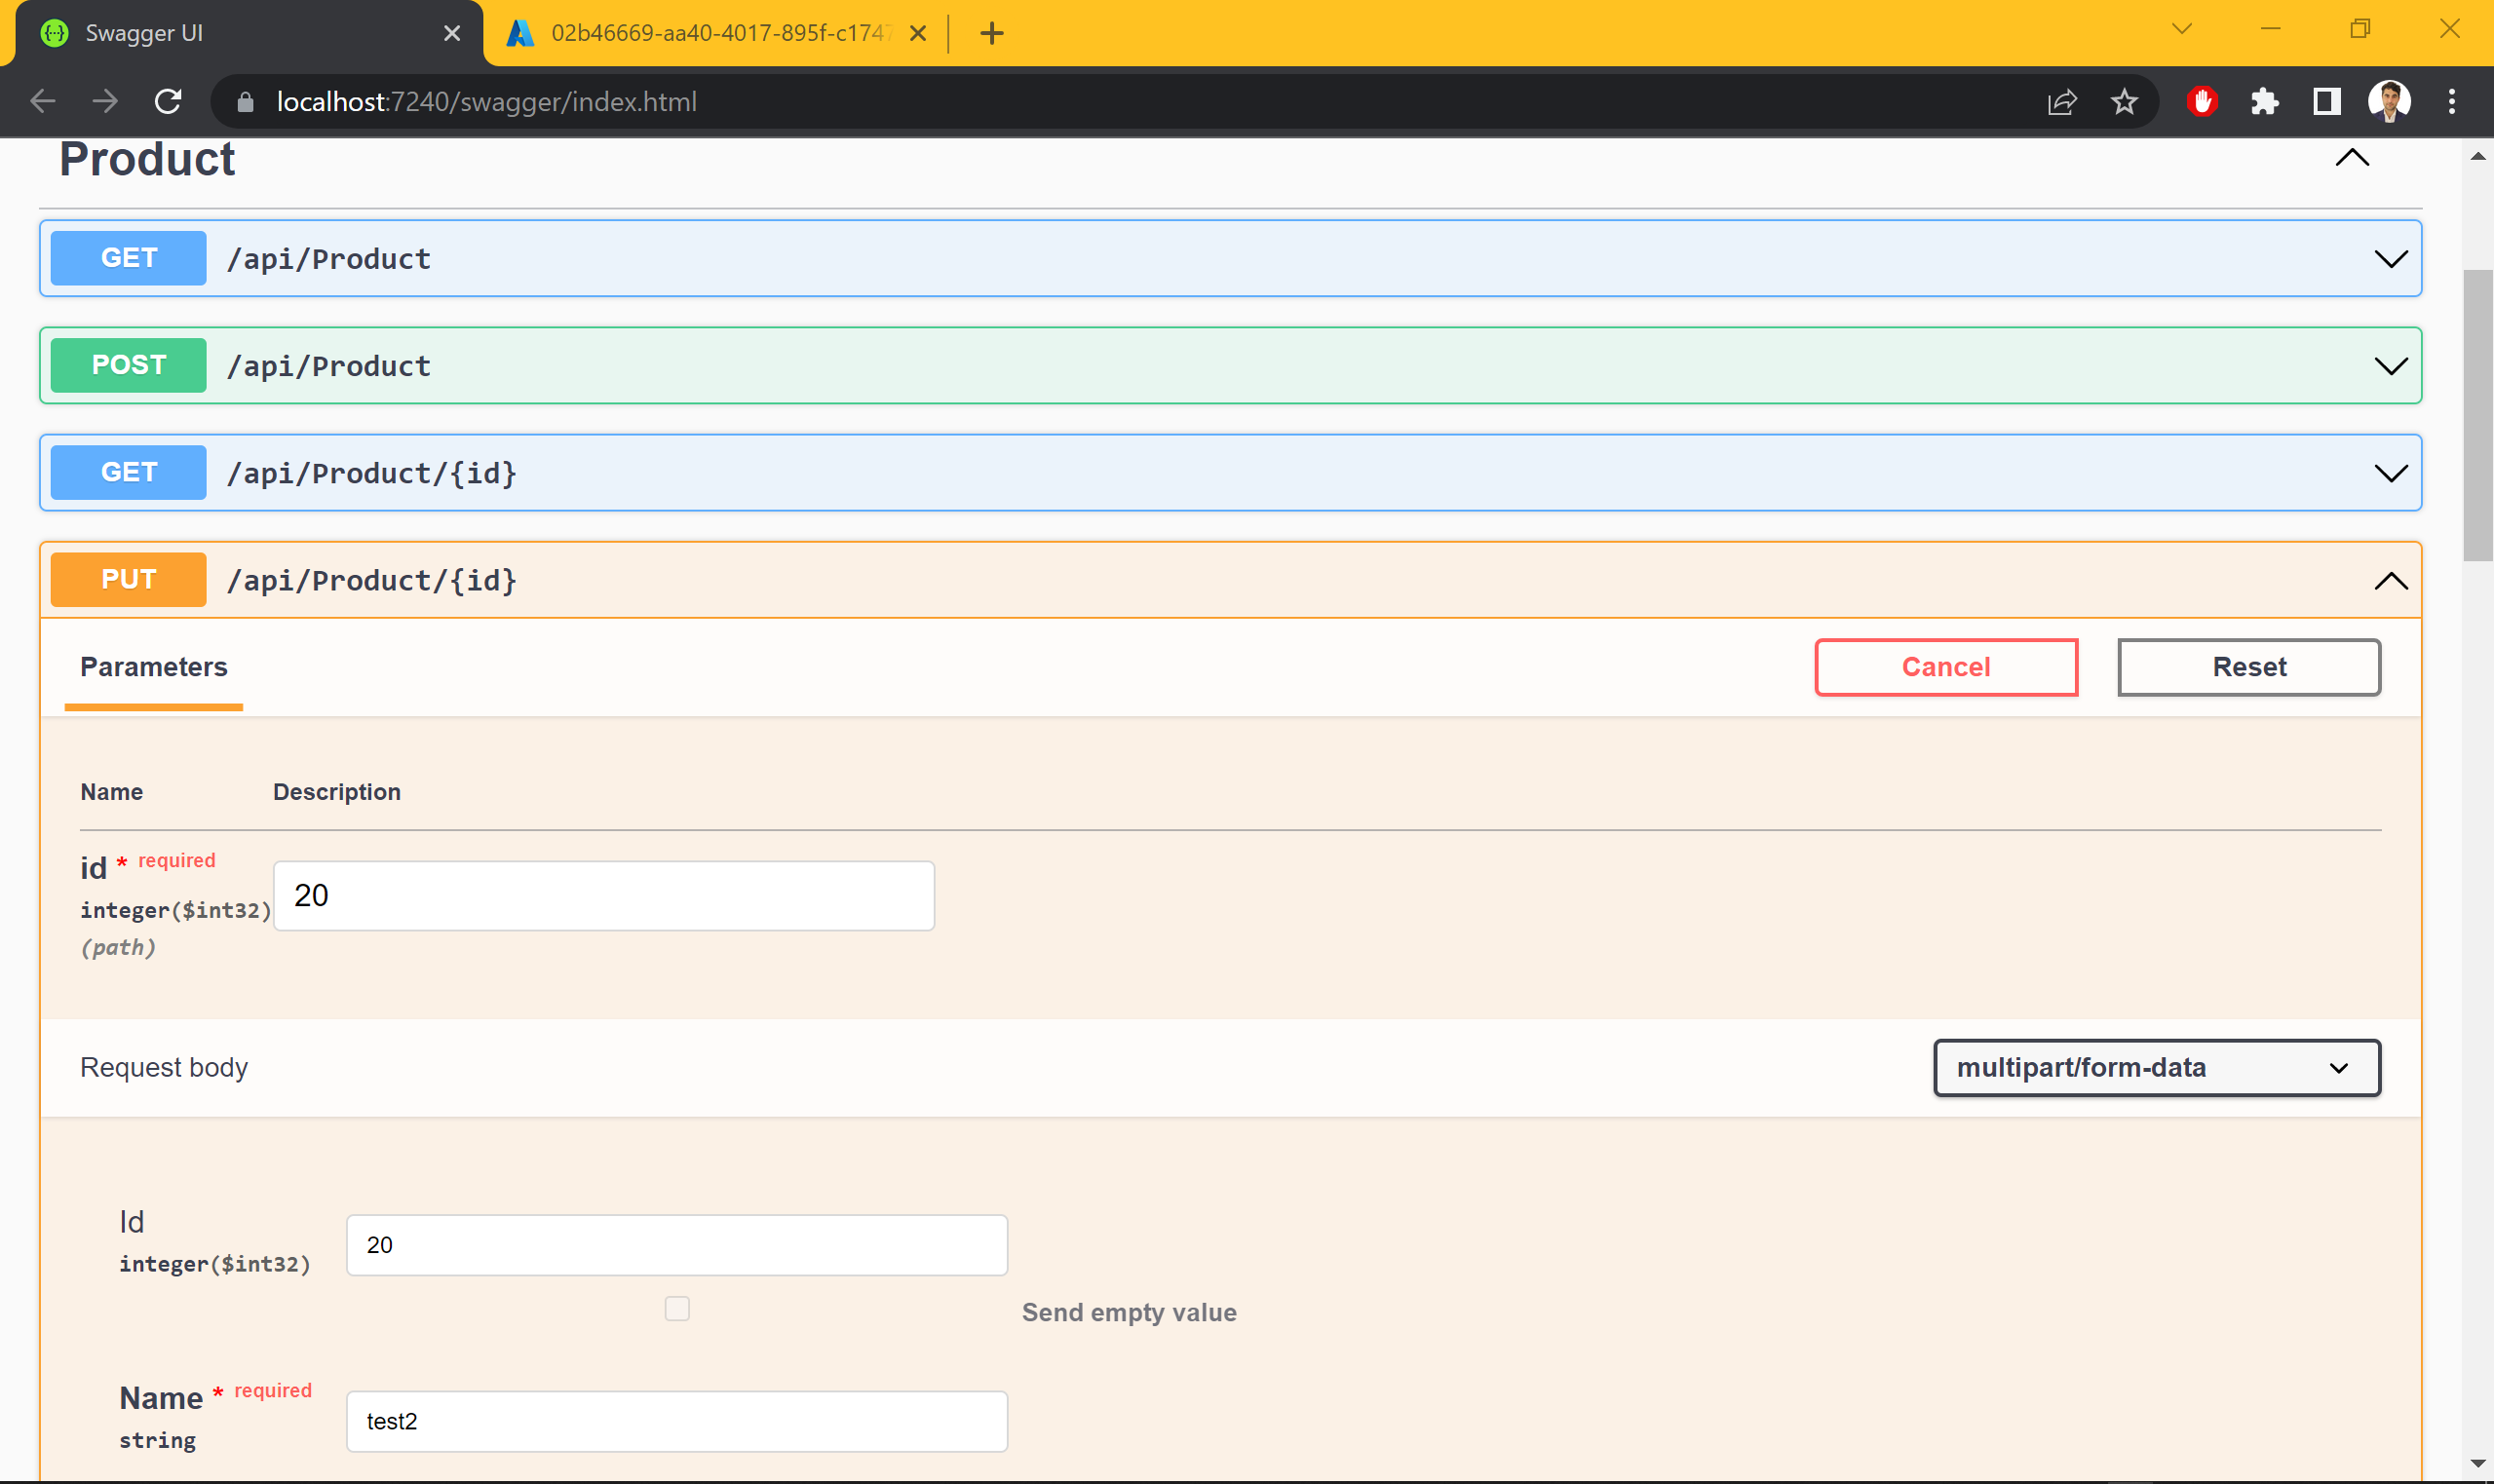 Swagger UI
02b46669-aa40-4017-895f-c1747
localhost:7240/swagger/index.html
Product
GET /api/Product
POST /api/Product
GET /api/Product/{id}
PUT /api/Product/{id}
Parameters
Cancel
Reset
Name Description
id * required
integer($int32)
(path)
20
Request body
multipart/form-data
Id
integer($int32)
20
Send empty value
Name * required
string
test2